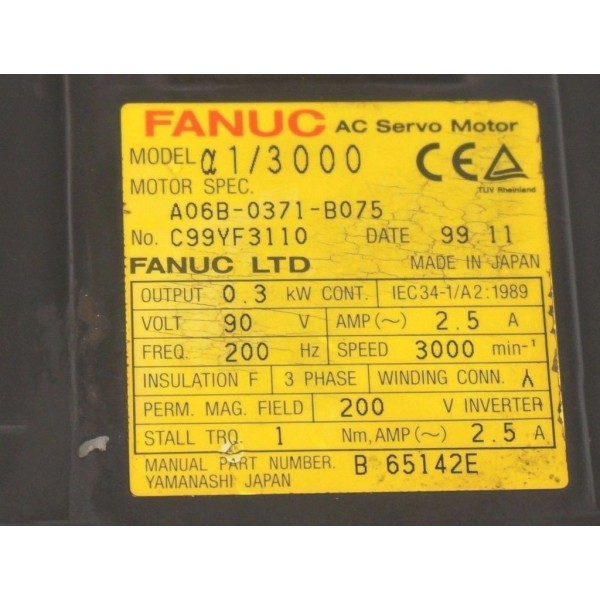 FANUC AC Servo Motor
MODEL α1/3000
CE
TUV Rheinland
MOTOR SPEC.
A06B-0371-B075
No. C99YF3110 DATE 99.11
FANUC LTD MADE IN JAPAN
OUTPUT 0.3 kW CONT. IEC34-1/A2:1989
VOLT 90 V AMP(~) 2.5 A
FREQ. 200 Hz SPEED 3000 min-¹
INSULATION F 3 PHASE WINDING CONN. ⅄
PERM. MAG. FIELD 200 V INVERTER
STALL TRQ. 1 Nm, AMP(~) 2.5 A
MANUAL PART NUMBER. B 65142E
YAMANASHI JAPAN